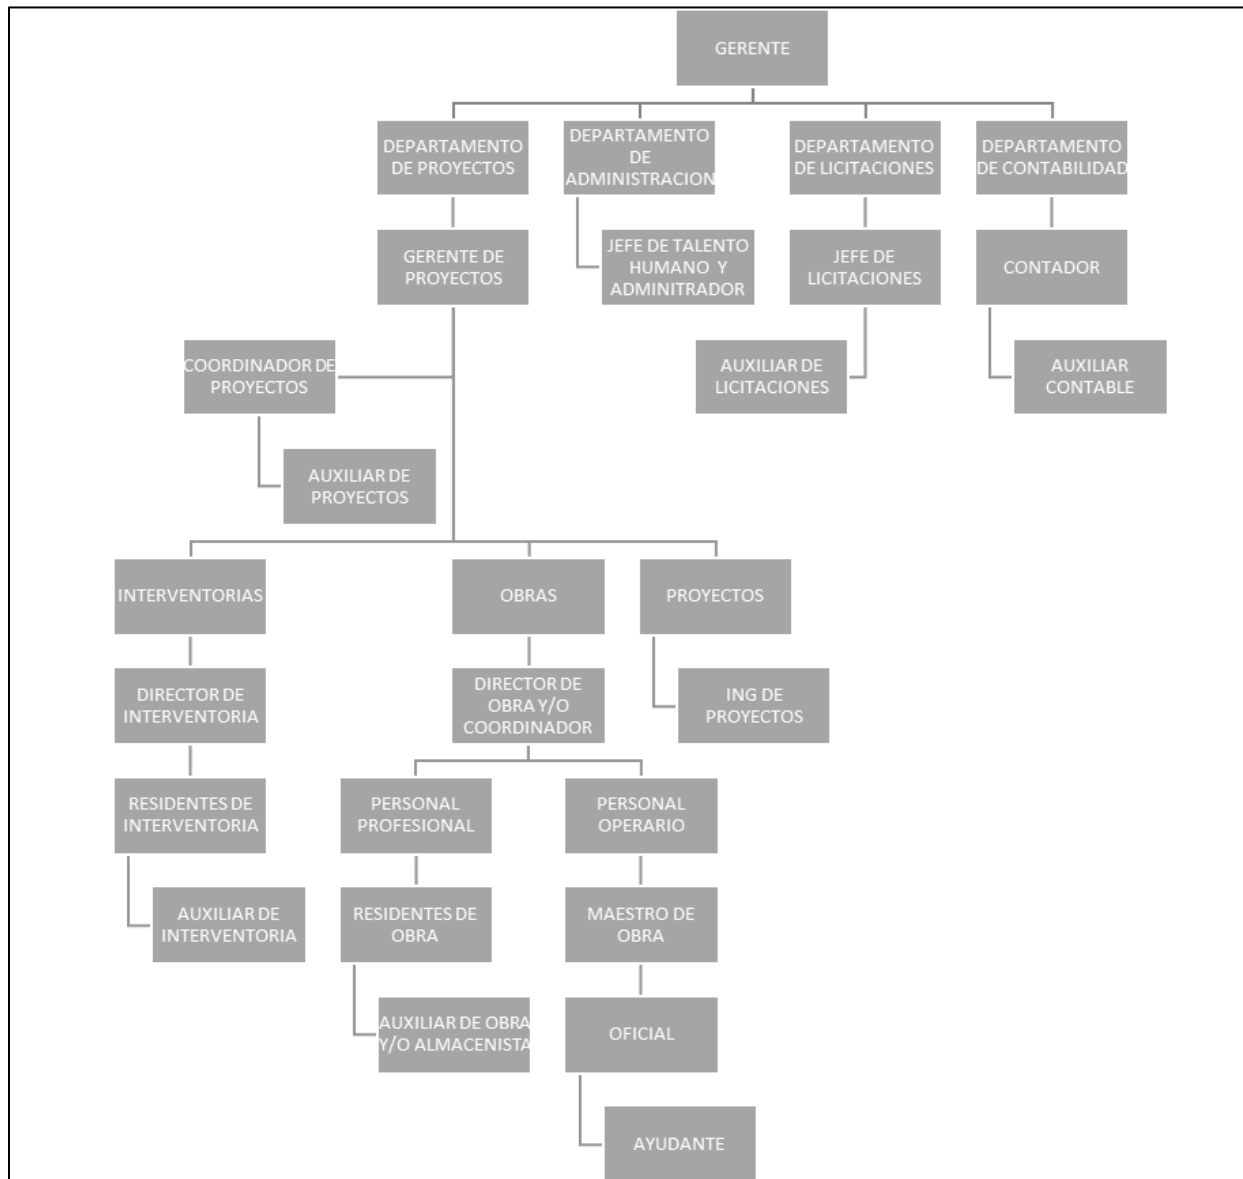 GERENTE
DEPARTAMENTO
DE PROYECTOS
DEPARTAMENTO
DE
ADMINISTRACION
DEPARTAMENTO
DE LICITACIONES
DEPARTAMENTO
DE CONTABILIDAD
GERENTE DE
PROYECTOS
JEFE DE TALENTO
HUMANO Y
ADMINITRADOR
JEFE DE
LICITACIONES
CONTADOR
COORDINADOR DE
PROYECTOS
AUXILIAR DE
LICITACIONES
AUXILIAR
CONTABLE
AUXILIAR DE
PROYECTOS
INTERVENTORIAS
OBRAS
PROYECTOS
DIRECTOR DE
INTERVENTORIA
DIRECTOR DE
OBRA Y/O
COORDINADOR
ING DE
PROYECTOS
RESIDENTES DE
INTERVENTORIA
PERSONAL
PROFESIONAL
PERSONAL
OPERARIO
AUXILIAR DE
INTERVENTORIA
RESIDENTES DE
OBRA
MAESTRO DE
OBRA
AUXILIAR DE OBRA
Y/O ALMACENISTA
OFICIAL
AYUDANTE